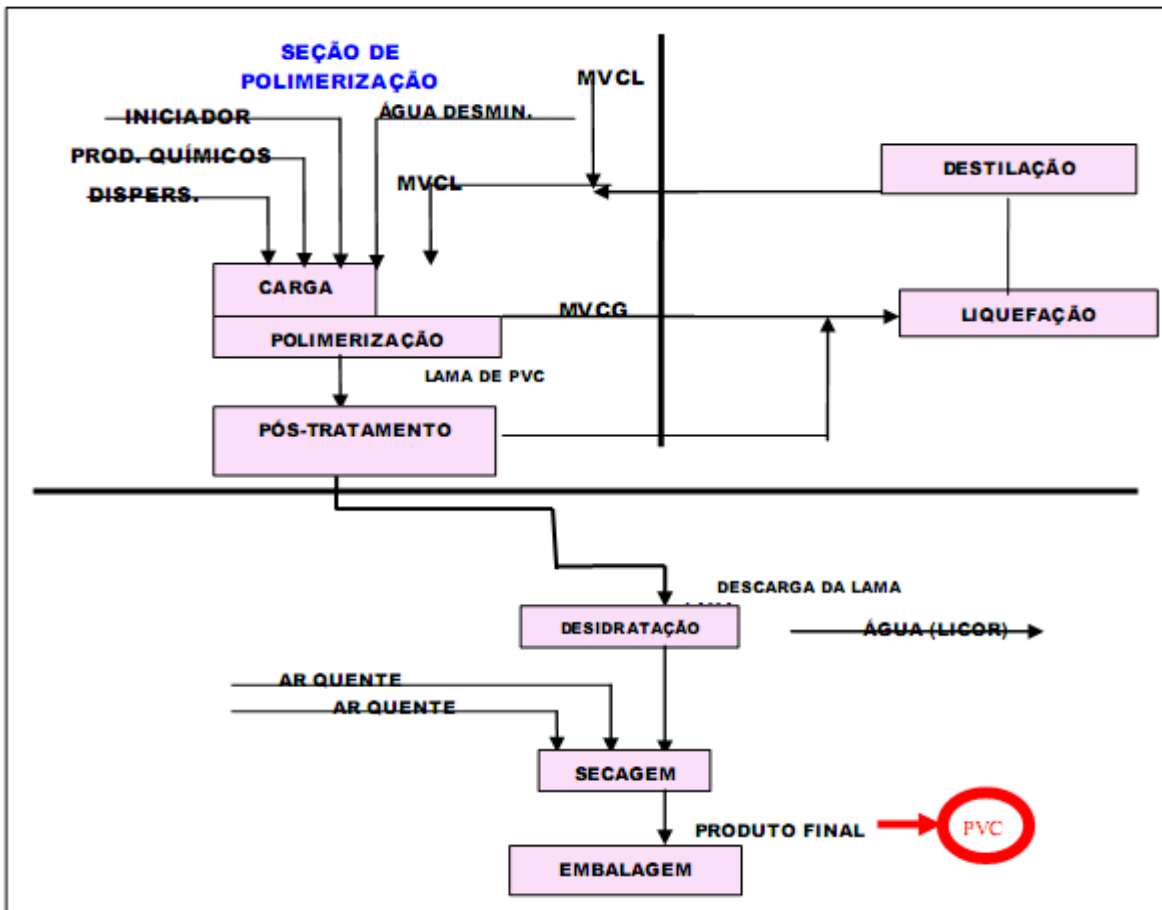 SEÇÃO DE
POLIMERIZAÇÃO
MVCL
INICIADOR
ÁGUA DESMIN.
PROD. QUÍMICOS
DISPERS.
MVCL
DESTILAÇÃO
CARGA
MVCG
LIQUEFAÇÃO
POLIMERIZAÇÃO
LAMA DE PVC
PÓS-TRATAMENTO
DESCARGA DA LAMA
DESIDRATAÇÃO
ÁGUA (LICOR)
AR QUENTE
AR QUENTE
SECAGEM
PRODUTO FINAL
PVC
EMBALAGEM